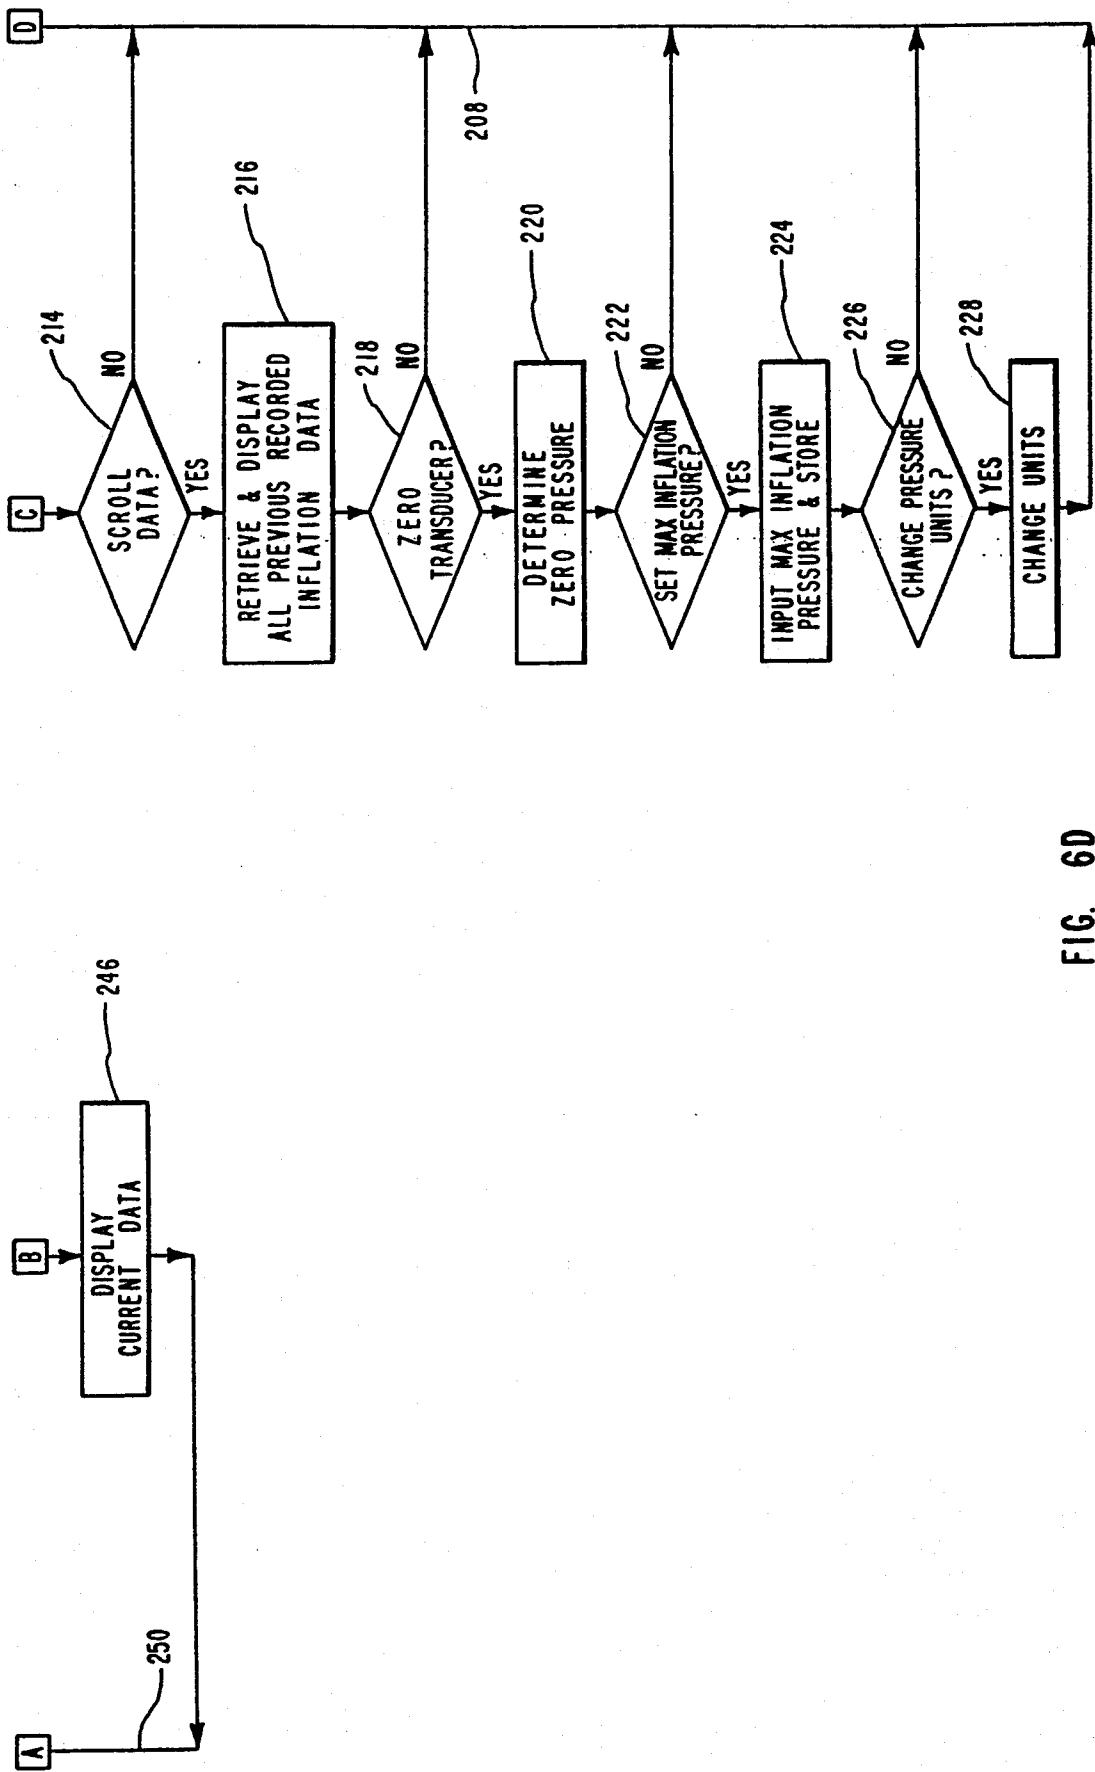 A
250
B
DISPLAY
CURRENT DATA
246
C
SCROLL
DATA?
214
NO
YES
RETRIEVE & DISPLAY
ALL PREVIOUS RECORDED
INFLATION DATA
216
ZERO
TRANSDUCER?
218
NO
YES
DETERMINE
ZERO PRESSURE
220
SET MAX INFLATION
PRESSURE?
222
NO
YES
INPUT MAX INFLATION
PRESSURE & STORE
224
CHANGE PRESSURE
UNITS?
226
NO
YES
CHANGE UNITS
228
D
208
FIG. 6D